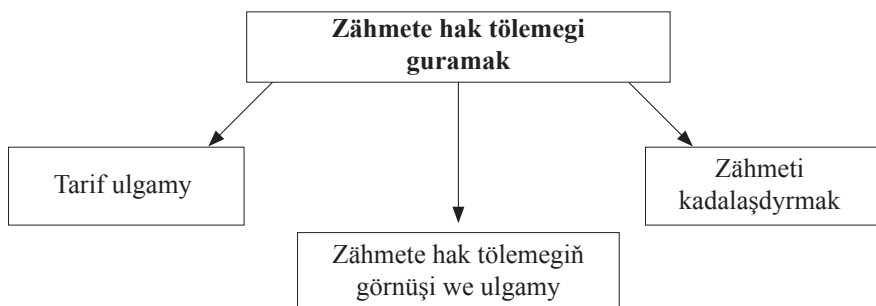 Zähmete hak tölemegi
guramak
Tarif ulgamy
Zähmete hak tölemegiň
görnüşi we ulgamy
Zähmeti
kadalaşdyrmak